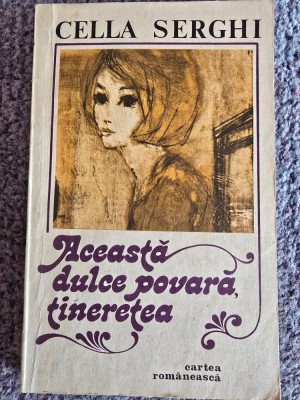 CELLA SERGHI
Această
dulce povară,
tinerețea
cartea
românească